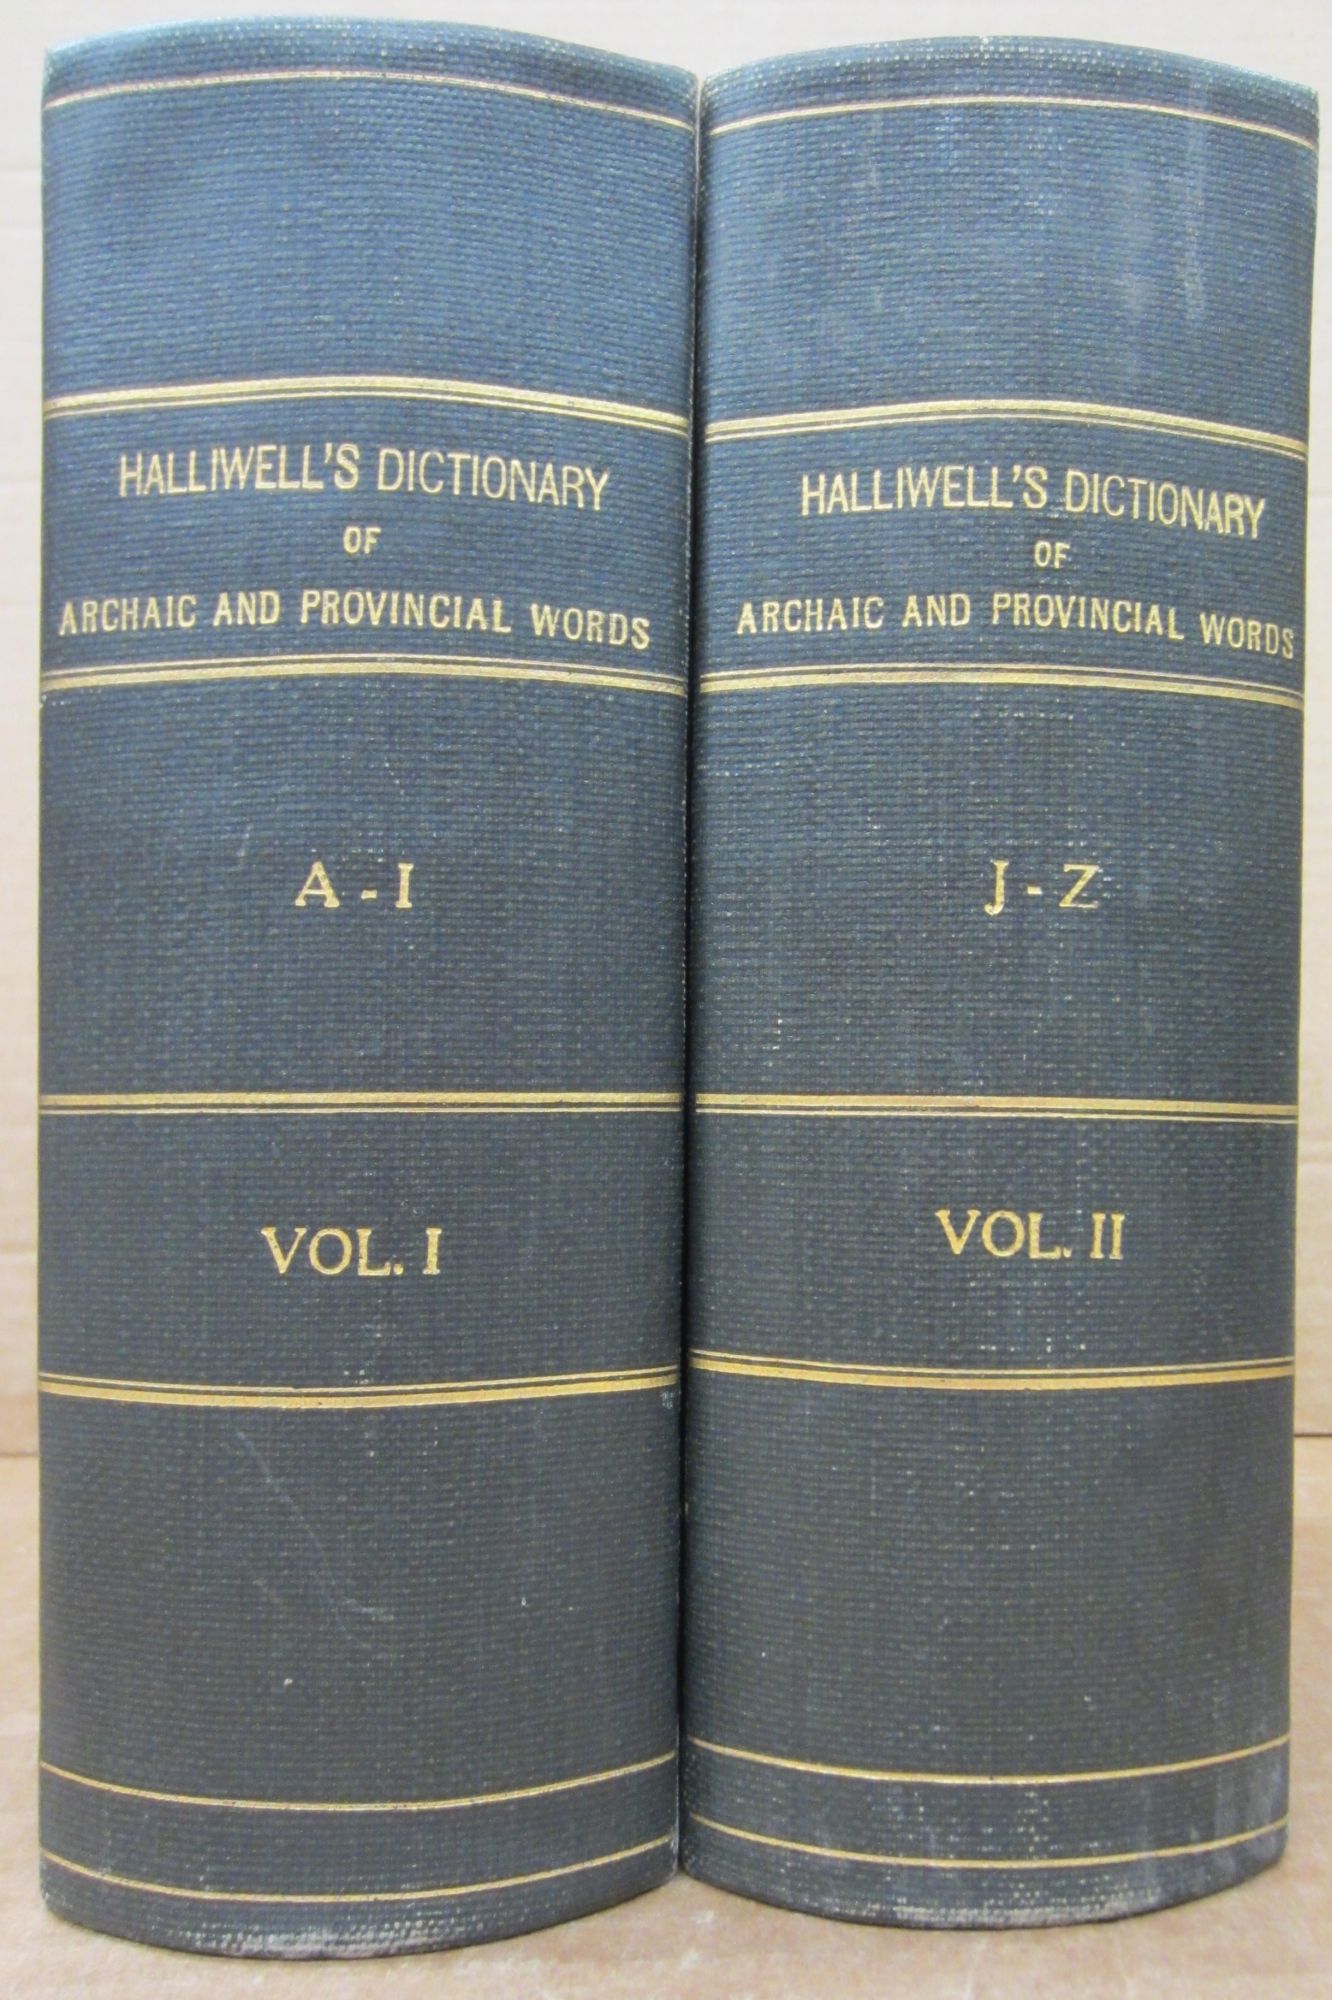 HALLIWELL'S DICTIONARY
OF
ARCHAIC AND PROVINCIAL WORDS
A - I
VOL. I
HALLIWELL'S DICTIONARY
OF
ARCHAIC AND PROVINCIAL WORDS
J - Z
VOL. II